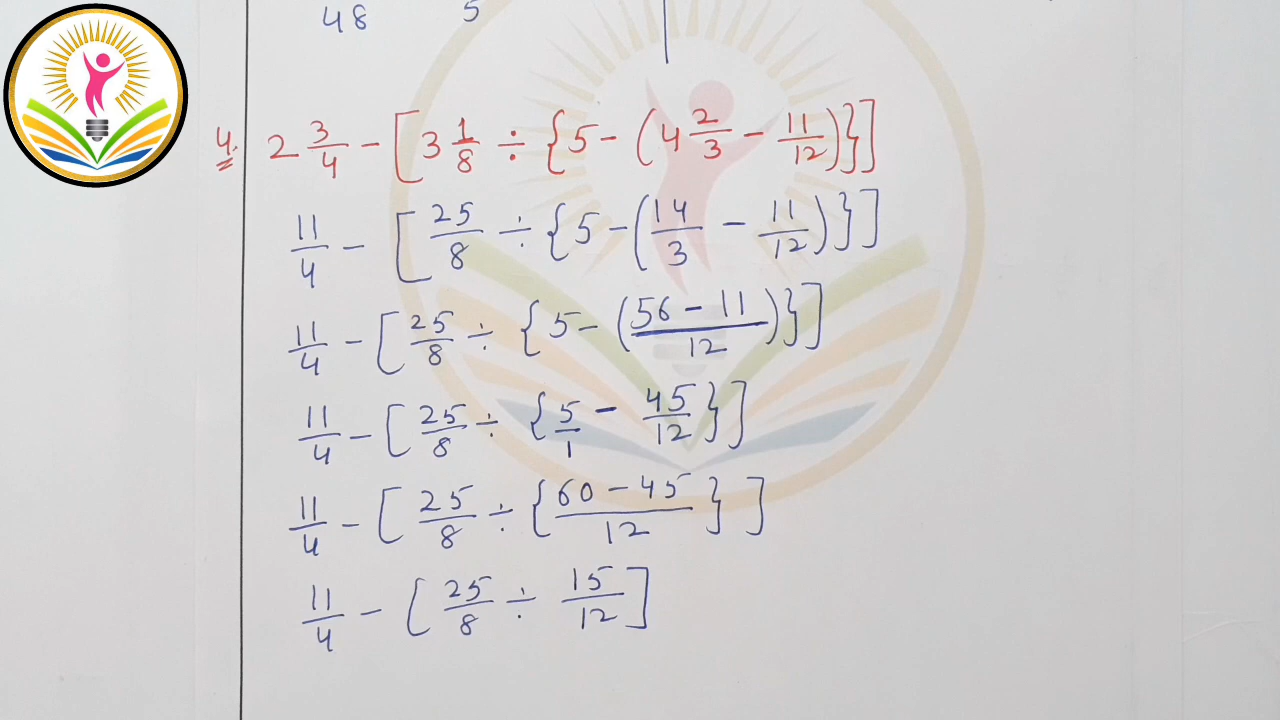 48 5
4. 2 3/4 - [3 1/8 ÷ {5 - (4 2/3 - 11/12)}]
11/4 - [25/8 ÷ {5 - (14/3 - 11/12)}]
11/4 - [25/8 ÷ {5 - (56 - 11/12)}]
11/4 - [25/8 ÷ {5/1 - 45/12}]
11/4 - [25/8 ÷ {60 - 45/12}]
11/4 - [25/8 ÷ 15/12]